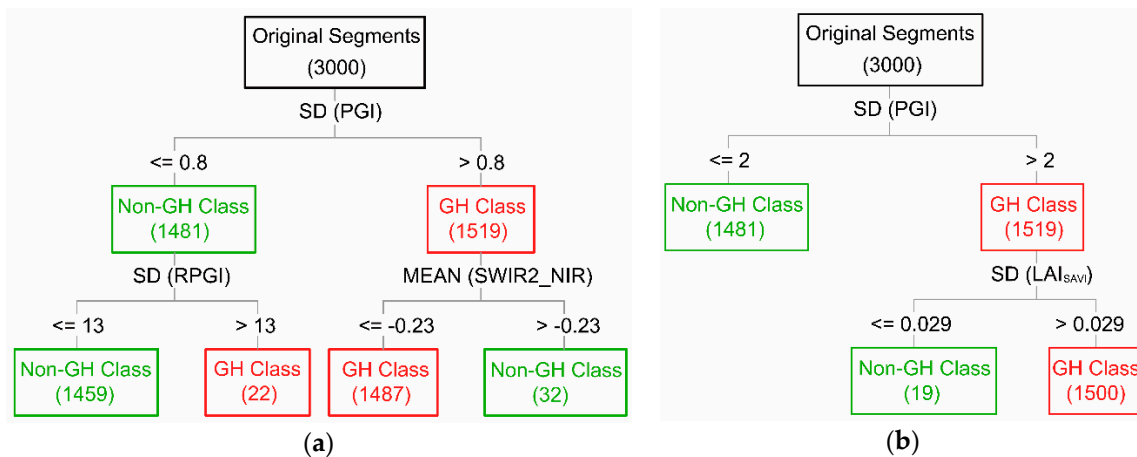 Original Segments
(3000)
SD (PGI)
<= 0.8
> 0.8
Non-GH Class
(1481)
GH Class
(1519)
SD (RPGI)
MEAN (SWIR2_NIR)
<= 13
> 13
<= -0.23
> -0.23
Non-GH Class
(1459)
GH Class
(22)
GH Class
(1487)
Non-GH Class
(32)
(a)
Original Segments
(3000)
SD (PGI)
<= 2
> 2
Non-GH Class
(1481)
GH Class
(1519)
SD (LAISAVI)
<= 0.029
> 0.029
Non-GH Class
(19)
GH Class
(1500)
(b)